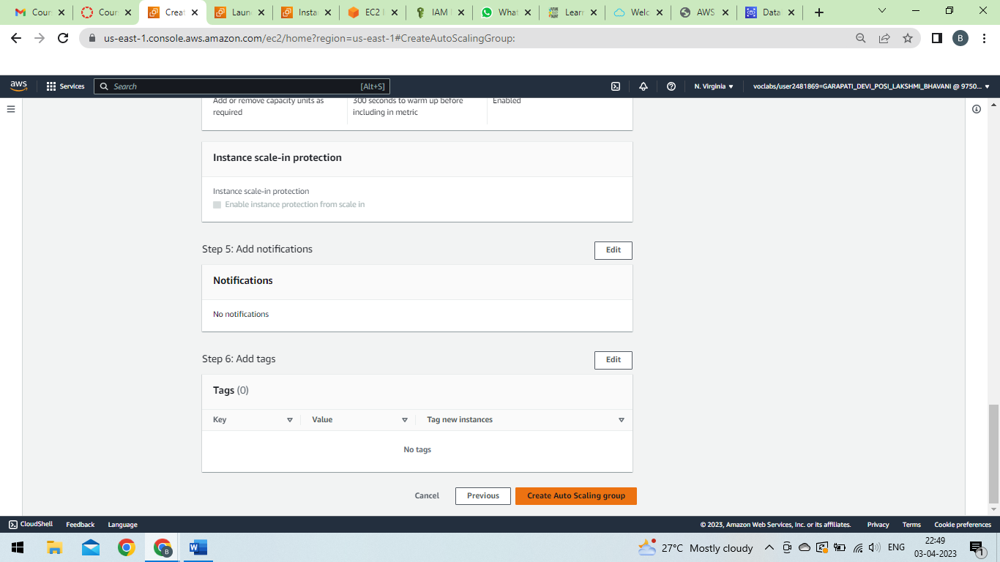 Cour
Cour
Creat
Laun
Insta
EC2 I
IAM
What
Learn
Welc
AWS
Data
us-east-1.console.aws.amazon.com/ec2/home?region=us-east-1#CreateAutoScalingGroup:
B
aws
Services
Search
[Alt+S]
N. Virginia
voclabs/user2481869=GARAPATI_DEVI_POSI_LAKSHMI_BHAVANI @ 9750...
Add or remove capacity units as
required
300 seconds to warm up before
including in metric
Enabled
Instance scale-in protection
Instance scale-in protection
Enable instance protection from scale in
Step 5: Add notifications
Edit
Notifications
No notifications
Step 6: Add tags
Edit
Tags (0)
Key
Value
Tag new instances
No tags
Cancel
Previous
Create Auto Scaling group
CloudShell
Feedback
Language
© 2023, Amazon Web Services, Inc. or its affiliates.
Privacy
Terms
Cookie preferences
B
W
27°C Mostly cloudy
ENG
22:49
03-04-2023
1